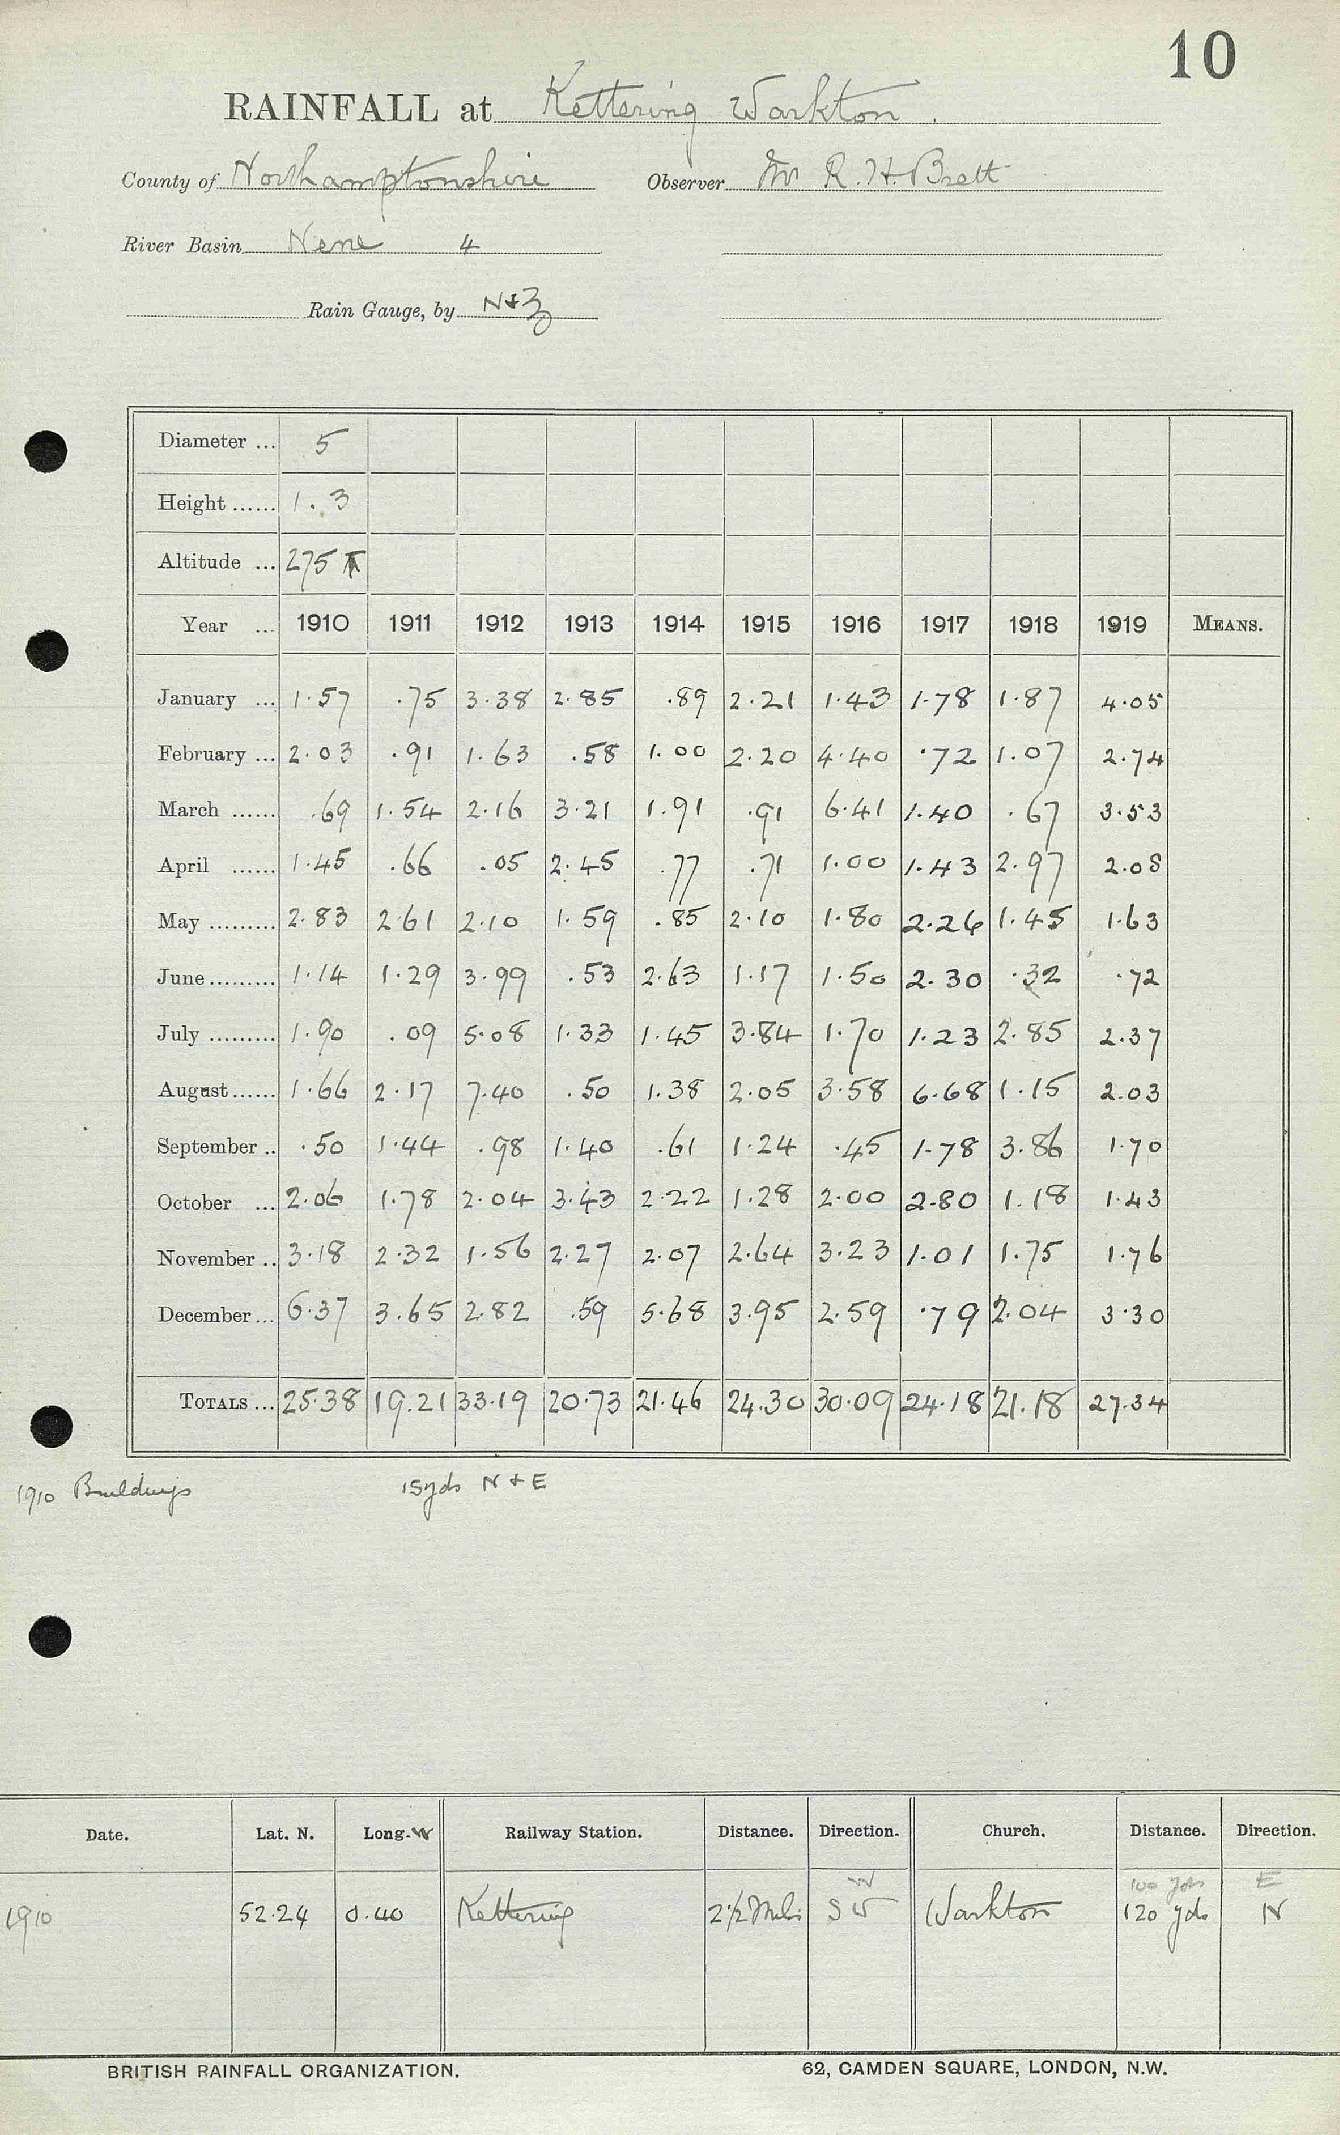 10
RAINFALL at Kettering Warkton.
County of Northamptonshire Observer Mr R. H. Brett
River Basin Nene 4
Rain Gauge, by N+Z
Diameter ... 5
Height ...... 1.3
Altitude ... 275 T
Year ... 1910 1911 1912 1913 1914 1915 1916 1917 1918 1919 MEANS.
January ... 1.57 .75 3.38 2.85 .89 2.21 1.43 1.78 1.87 4.05
February ... 2.03 .91 1.63 .58 1.00 2.20 4.40 .72 1.07 2.74
March ...... .69 1.54 2.16 3.21 1.91 .91 6.41 1.40 .67 3.53
April ...... 1.45 .66 .05 2.45 .77 .71 1.00 1.43 2.97 2.08
May ......... 2.83 2.61 2.10 1.59 .85 2.10 1.80 2.26 1.45 1.63
June ......... 1.14 1.29 3.99 .53 2.63 1.17 1.50 2.30 .32 .72
July ......... 1.90 .09 5.08 1.33 1.45 3.84 1.70 1.23 2.85 2.37
August ...... 1.66 2.17 7.40 .50 1.38 2.05 3.58 6.68 1.15 2.03
September .. .50 1.44 .98 1.40 .61 1.24 .45 1.78 3.86 1.70
October ... 2.06 1.78 2.04 3.43 2.22 1.28 2.00 2.80 1.18 1.43
November .. 3.18 2.32 1.56 2.27 2.07 2.64 3.23 1.01 1.75 1.76
December ... 6.37 3.65 2.82 .59 5.68 3.95 2.59 .79 2.04 3.30
TOTALS ... 25.38 19.21 33.19 20.73 21.46 24.30 30.09 24.18 21.18 27.34
1910 Buildings 15yds N + E
Date. Lat. N. Long. W Railway Station. Distance. Direction. Church. Distance. Direction.
W 100 yds E
1910 52.24 0.40 Kettering 2½ Miles SW Warkton 120 yds N
BRITISH RAINFALL ORGANIZATION. 62, CAMDEN SQUARE, LONDON, N.W.